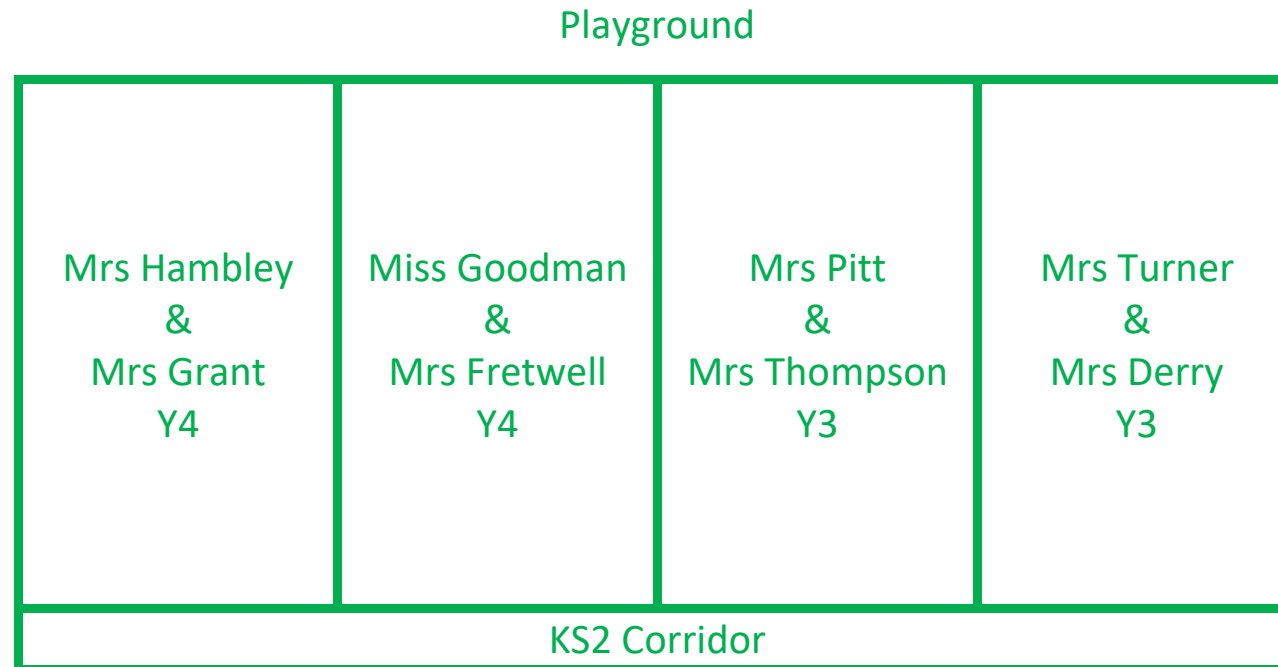 Playground
Mrs Hambley
&
Mrs Grant
Y4
Miss Goodman
&
Mrs Fretwell
Y4
Mrs Pitt
&
Mrs Thompson
Y3
Mrs Turner
&
Mrs Derry
Y3
KS2 Corridor